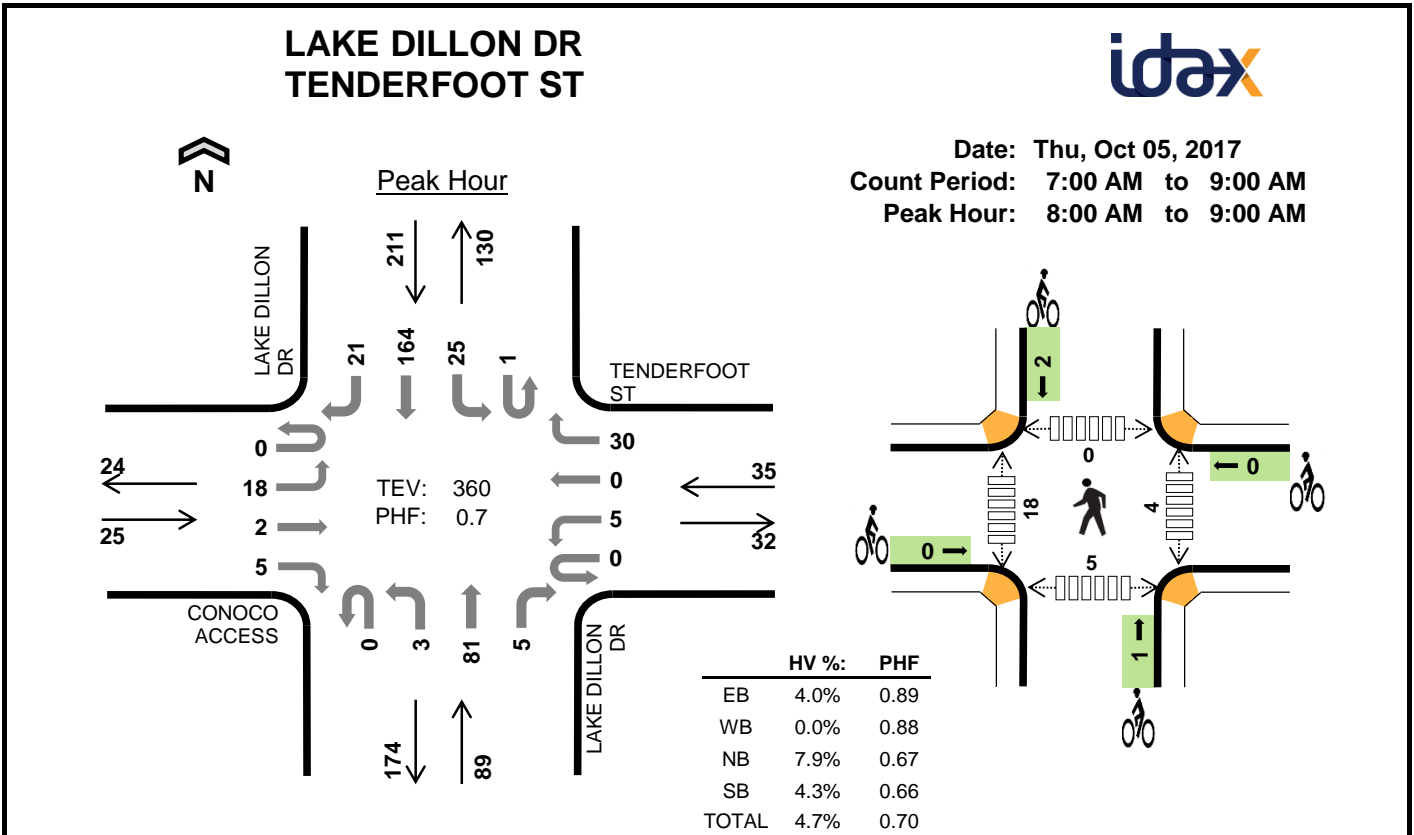 LAKE DILLON DR
TENDERFOOT ST
idax
Date: Thu, Oct 05, 2017
Count Period: 7:00 AM to 9:00 AM
Peak Hour: 8:00 AM to 9:00 AM
N
Peak Hour
211
130
LAKE DILLON
DR
21
164
25
1
TENDERFOOT
ST
0
18
2
5
24
25
TEV: 360
PHF: 0.7
30
0
5
0
35
32
CONOCO
ACCESS
0
3
81
5
LAKE DILLON
DR
174
89
2
0
0
18
4
0
5
1
HV %: PHF
EB 4.0% 0.89
WB 0.0% 0.88
NB 7.9% 0.67
SB 4.3% 0.66
TOTAL 4.7% 0.70